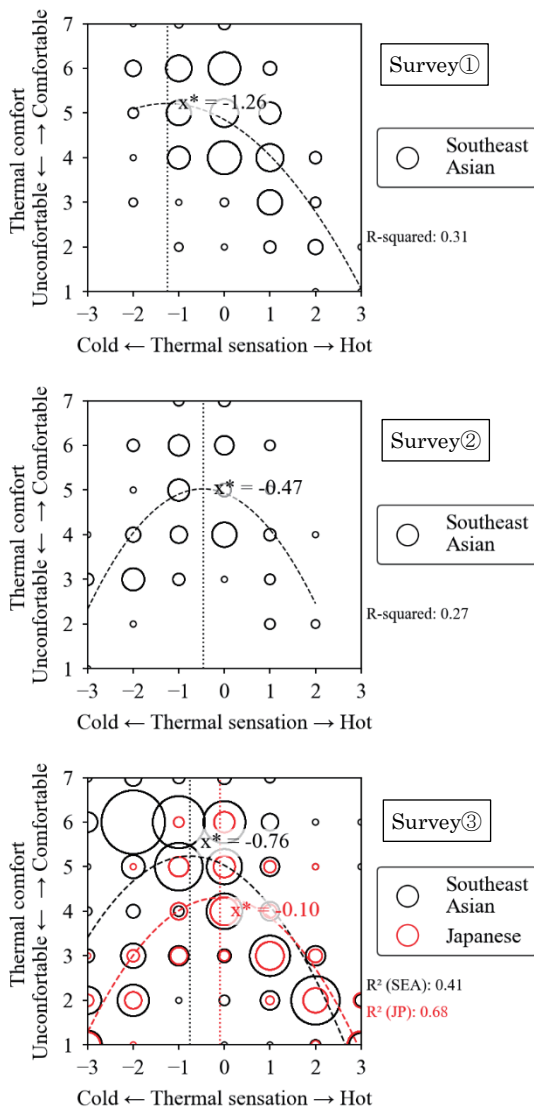 7
6
5
4
3
2
1
Thermal comfort
Unconfortable ← → Comfortable
x* = -1.26
−3 −2 −1 0 1 2 3
Cold ← Thermal sensation → Hot
Survey①
Southeast
Asian
R-squared: 0.31
7
6
5
4
3
2
1
Thermal comfort
Unconfortable ← → Comfortable
x* = -0.47
−3 −2 −1 0 1 2 3
Cold ← Thermal sensation → Hot
Survey②
Southeast
Asian
R-squared: 0.27
7
6
5
4
3
2
1
Thermal comfort
Unconfortable ← → Comfortable
x* = -0.76
x* = -0.10
−3 −2 −1 0 1 2 3
Cold ← Thermal sensation → Hot
Survey③
Southeast
Asian
Japanese
R² (SEA): 0.41
R² (JP): 0.68